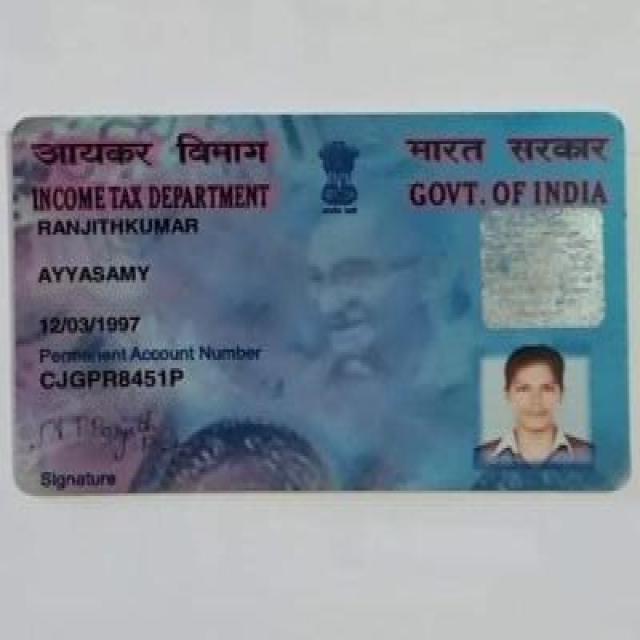 आयकर विभाग
भारत सरकार
INCOME TAX DEPARTMENT
GOVT. OF INDIA
RANJITHKUMAR
AYYASAMY
12/03/1997
Permanent Account Number
CJGPR8451P
Signature